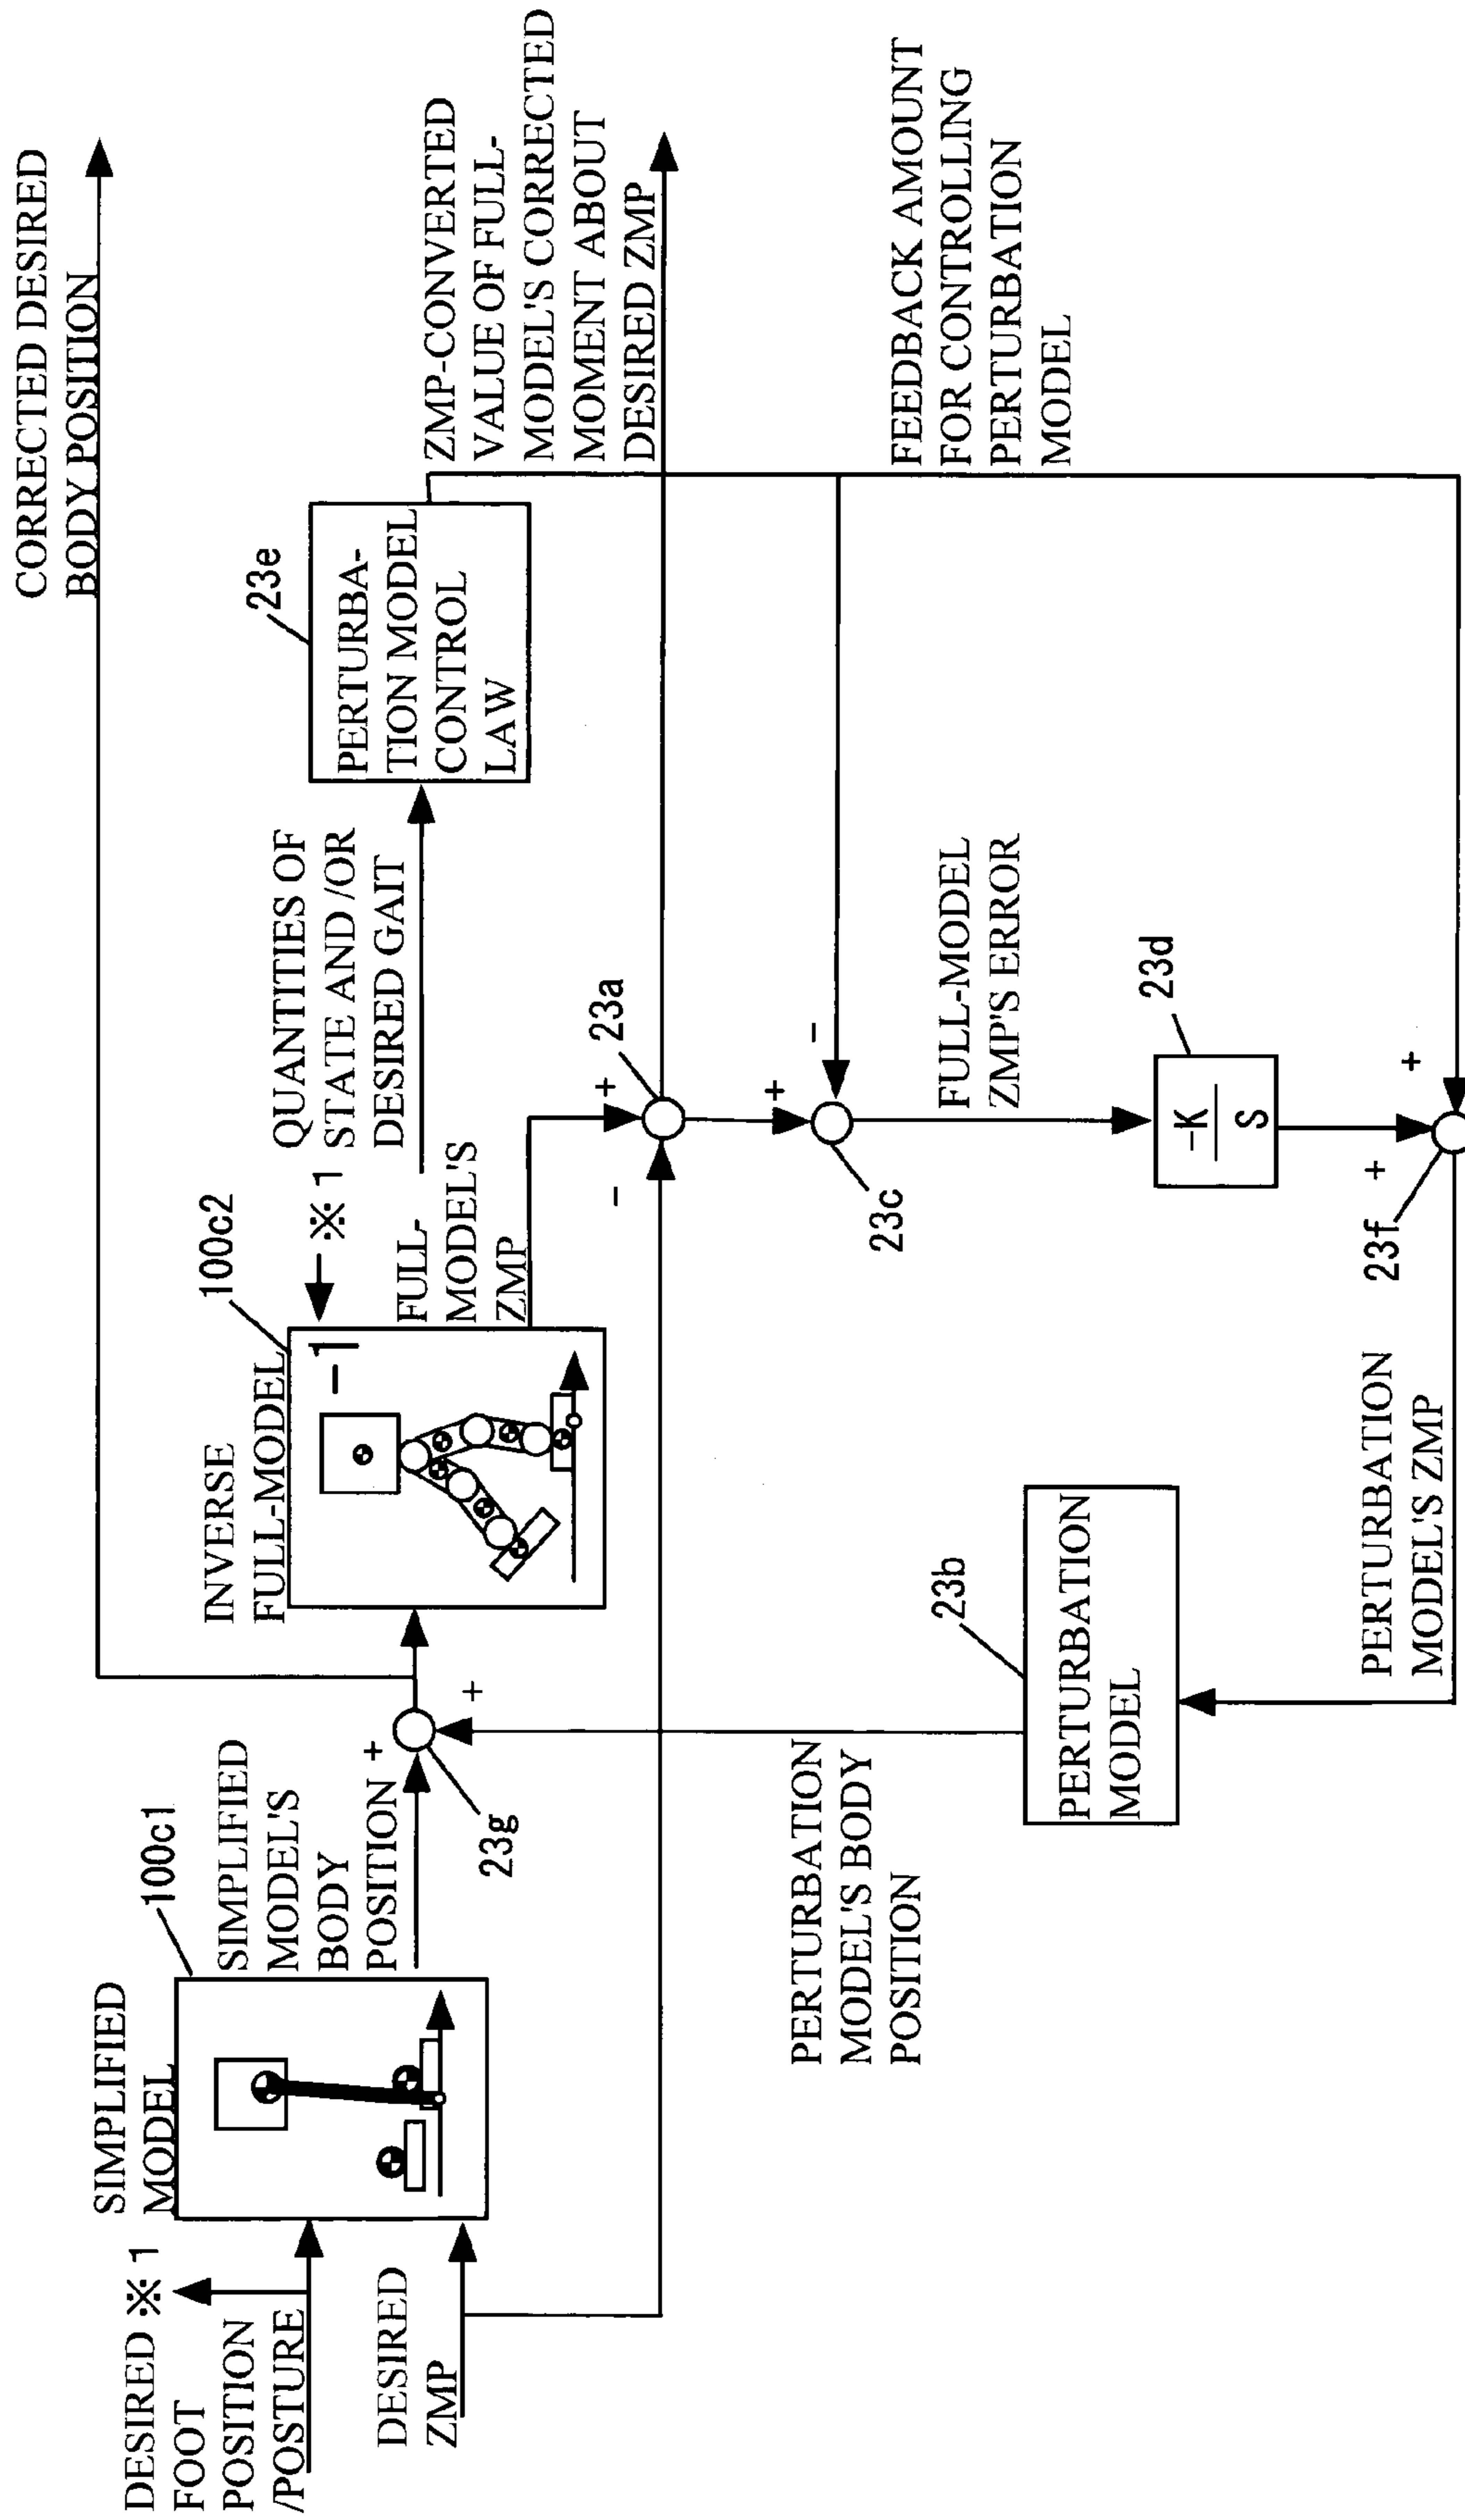 DESIRED ※1
FOOT
POSITION
/POSTURE
DESIRED
ZMP
SIMPLIFIED
MODEL
100c1
SIMPLIFIED
MODEL'S
BODY
POSITION
+
+
23g
CORRECTED DESIRED
BODY POSITION
INVERSE
FULL-MODEL
100c2
-1
※1
FULL-
MODEL'S
ZMP
QUANTITIES OF
STATE AND/OR
DESIRED GAIT
23e
PERTURBA-
TION MODEL
CONTROL
LAW
ZMP-CONVERTED
VALUE OF FULL-
MODEL'S CORRECTED
MOMENT ABOUT
DESIRED ZMP
+
-
23a
+
-
23c
FULL-MODEL
ZMP'S ERROR
FEEDBACK AMOUNT
FOR CONTROLLING
PERTURBATION
MODEL
23d
-K
S
+
+
23f
PERTURBATION
MODEL'S ZMP
23b
PERTURBATION
MODEL
PERTURBATION
MODEL'S BODY
POSITION